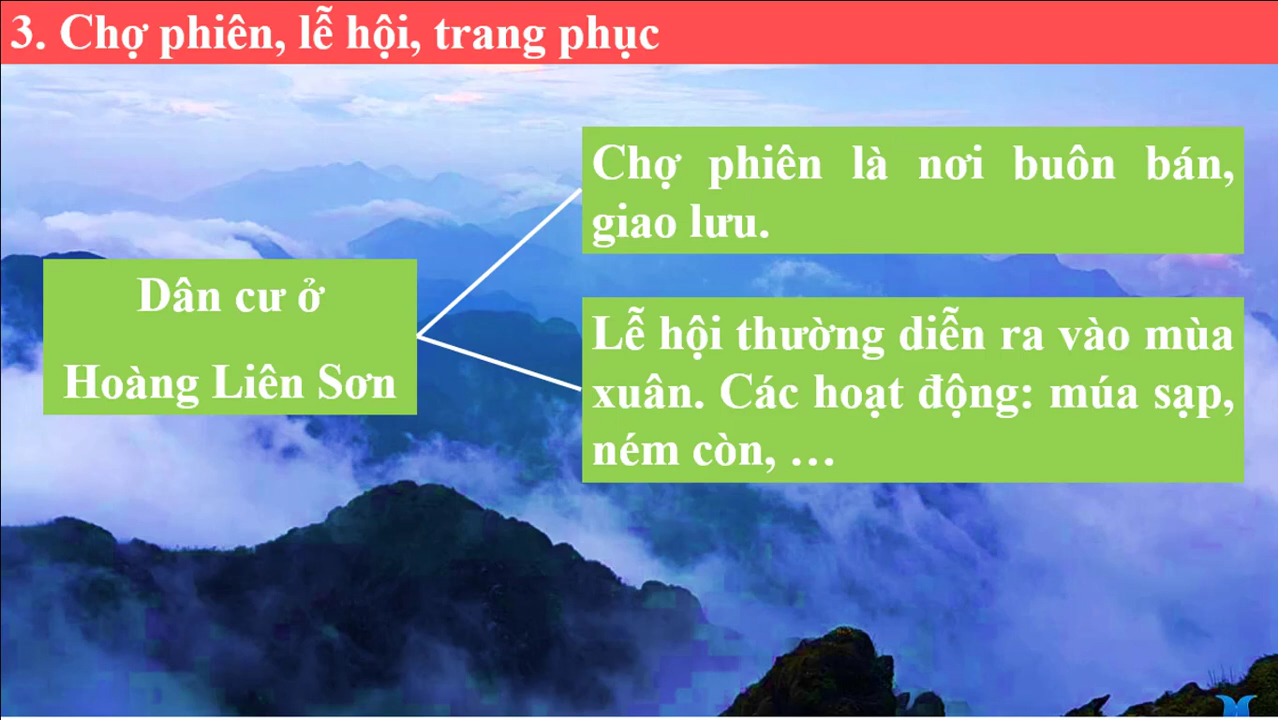 3. Chợ phiên, lễ hội, trang phục
Chợ phiên là nơi buôn bán,
giao lưu.
Dân cư ở
Hoàng Liên Sơn
Lễ hội thường diễn ra vào mùa
xuân. Các hoạt động: múa sạp,
ném còn, …